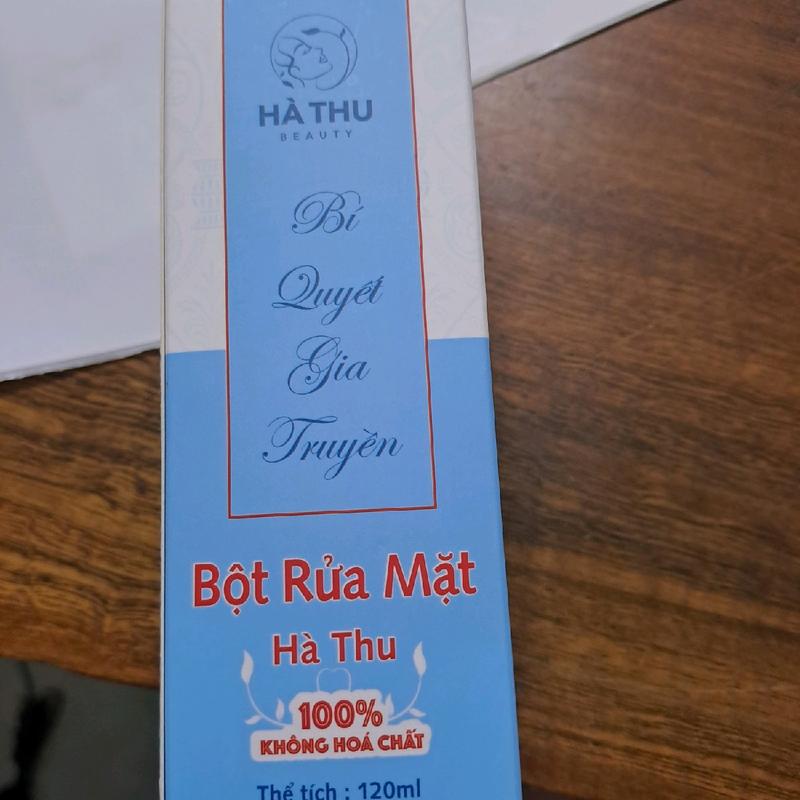 HÀ THU
BEAUTY
Bí
Quyết
Gia
Truyền
Bột Rửa Mặt
Hà Thu
100%
KHÔNG HOÁ CHẤT
Thể tích : 120ml